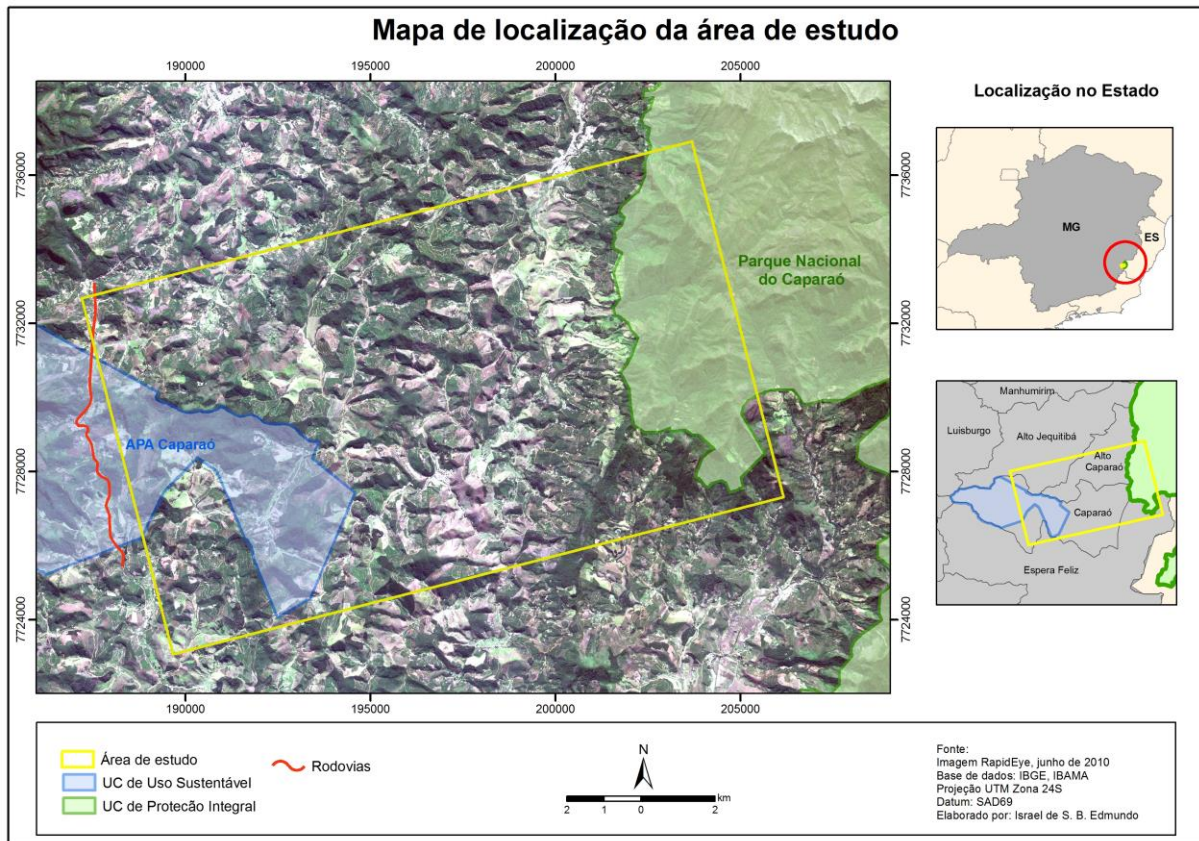 Mapa de localização da área de estudo
190000 195000 200000 205000
7736000 7736000
7732000 7732000
7728000 7728000
7724000 7724000
Parque Nacional
do Caparaó
APA Caparaó
190000 195000 200000 205000
Localização no Estado
MG
ES
Manhumirim
Luisburgo
Alto Jequitibá
Alto
Caparaó
Caparaó
Espera Feliz
Área de estudo
UC de Uso Sustentável
UC de Protecão Integral
Rodovias
N
km
2 1 0 2
Fonte:
Imagem RapidEye, junho de 2010
Base de dados: IBGE, IBAMA
Projeção UTM Zona 24S
Datum: SAD69
Elaborado por: Israel de S. B. Edmundo